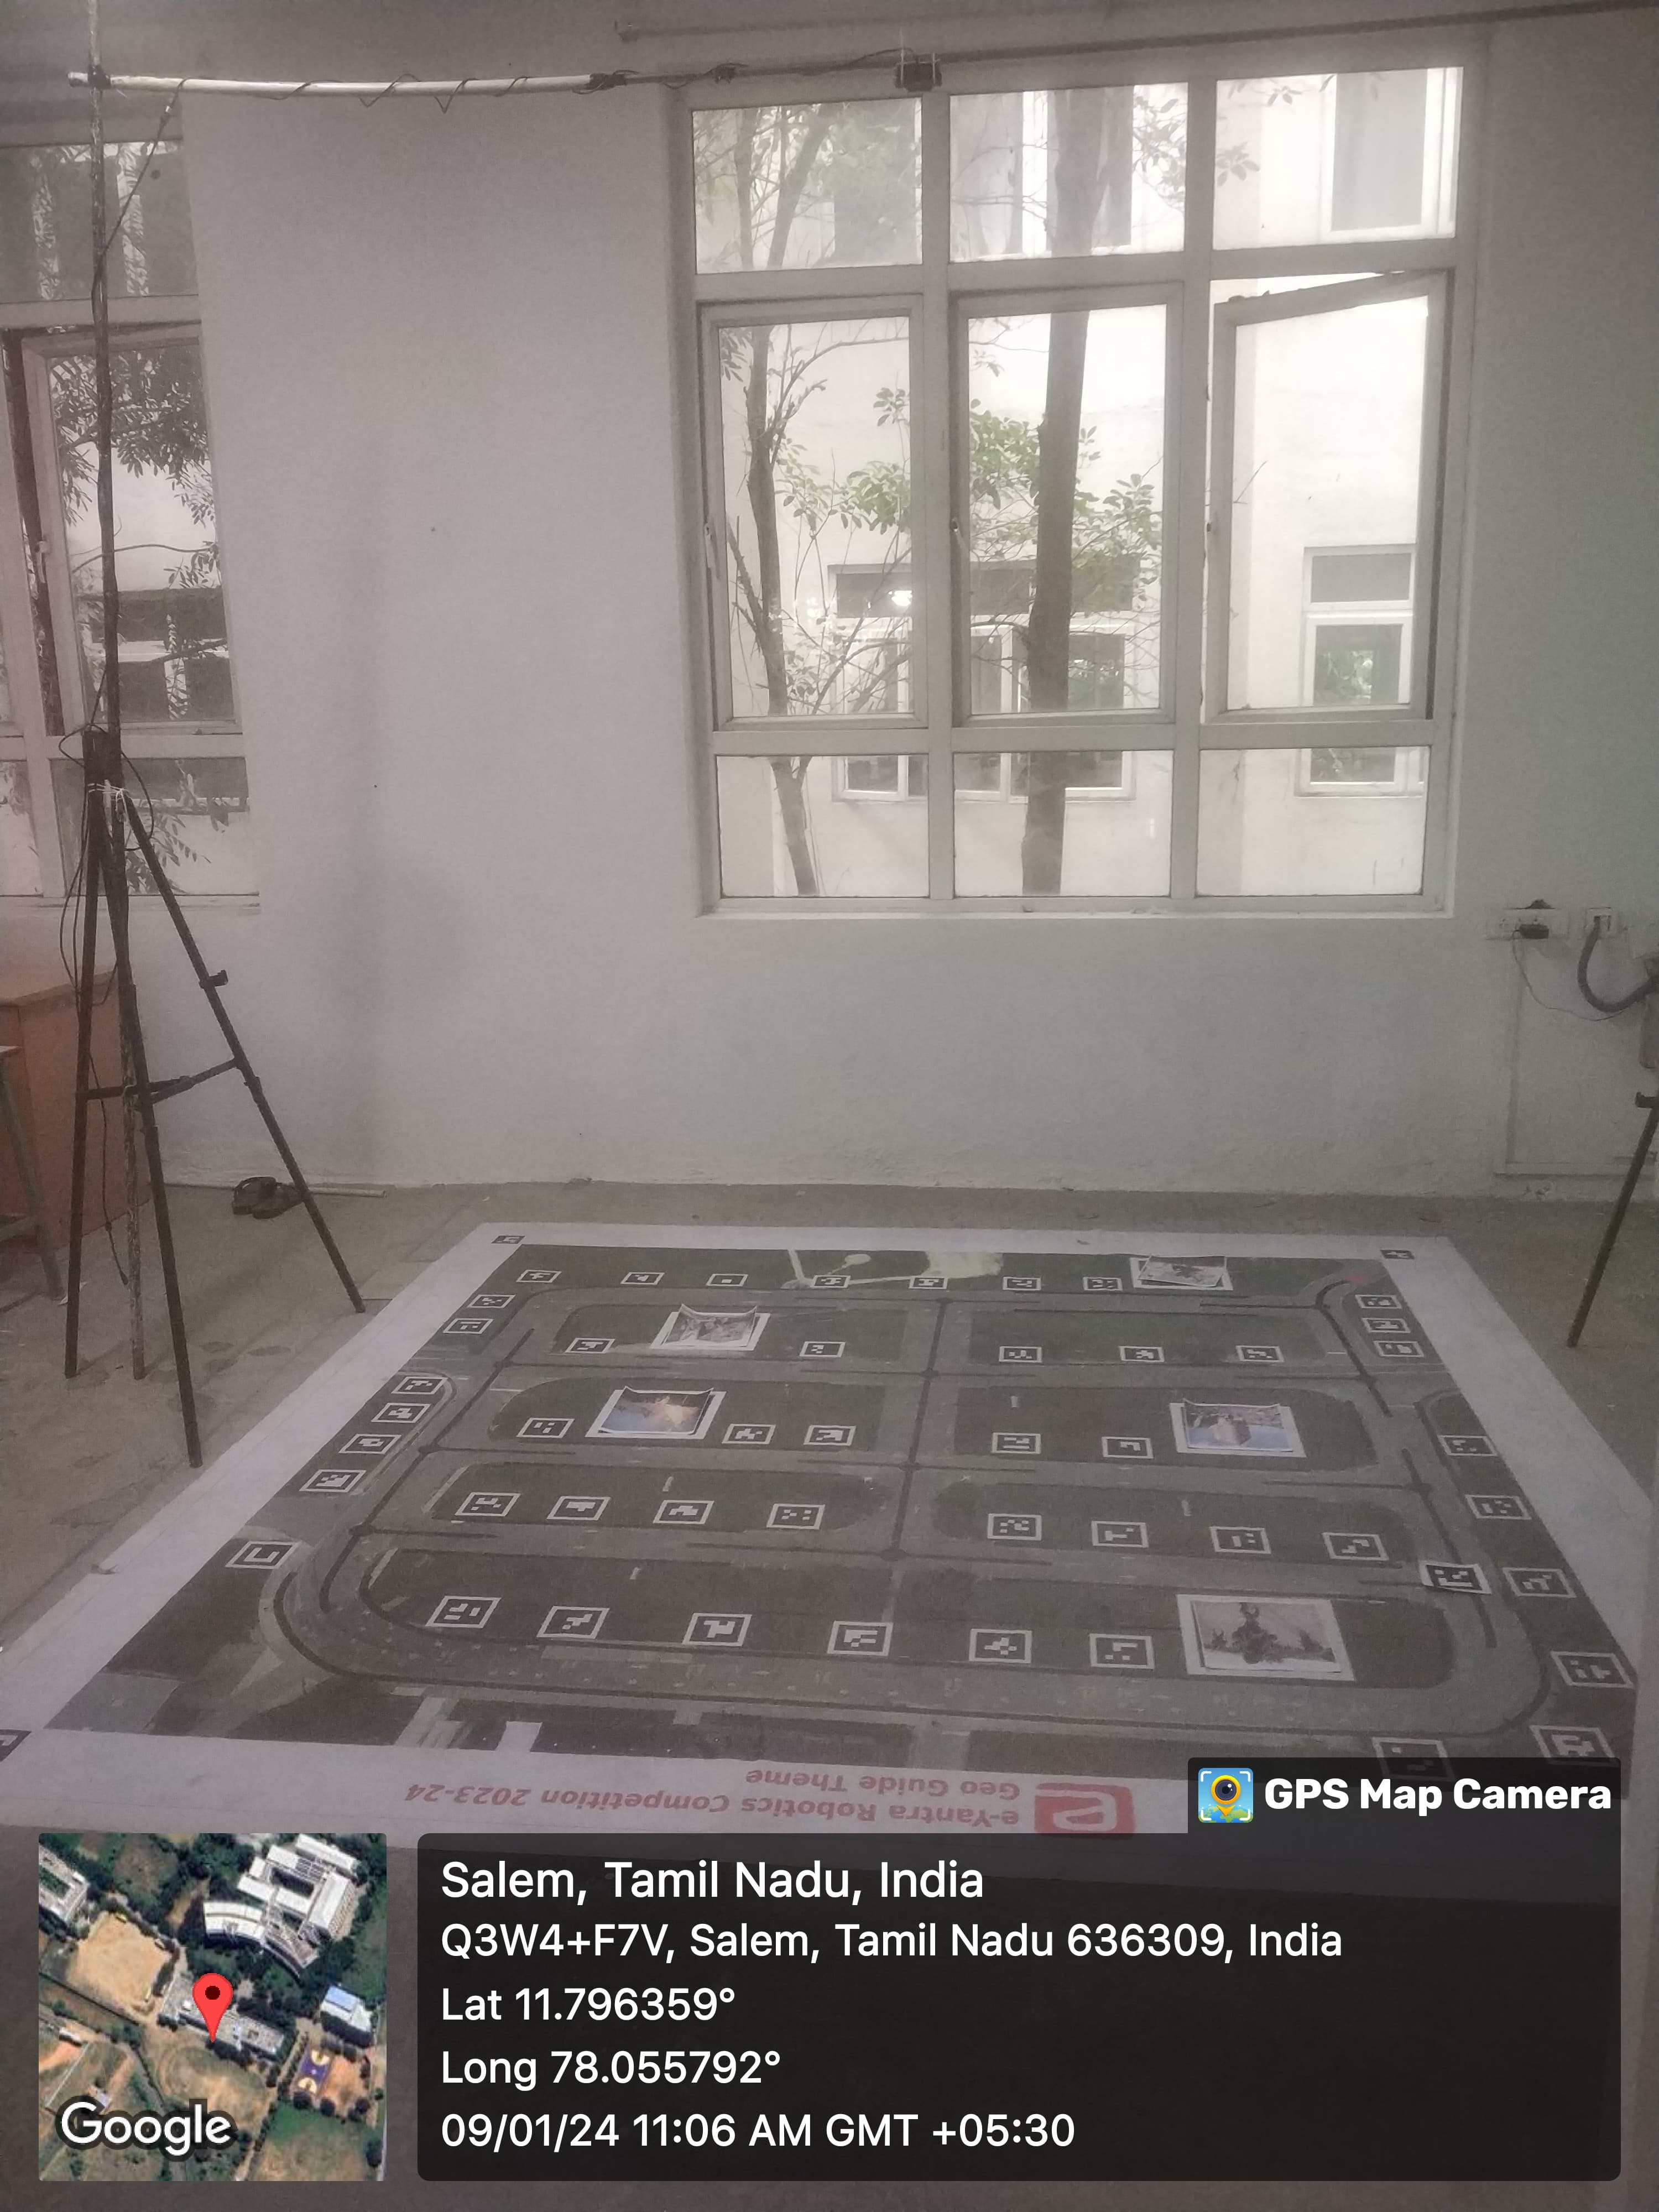 e-Yantra Robotics Competition 2023-24
Geo Guide Theme
e
GPS Map Camera
Salem, Tamil Nadu, India
Q3W4+F7V, Salem, Tamil Nadu 636309, India
Lat 11.796359°
Long 78.055792°
09/01/24 11:06 AM GMT +05:30
Google